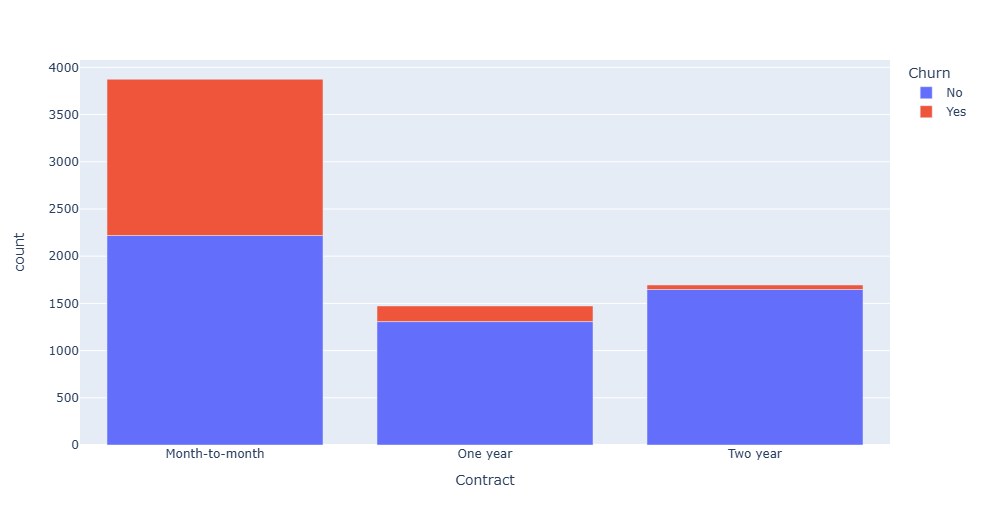 Churn
No
Yes
count
4000
3500
3000
2500
2000
1500
1000
500
0
Month-to-month
One year
Two year
Contract